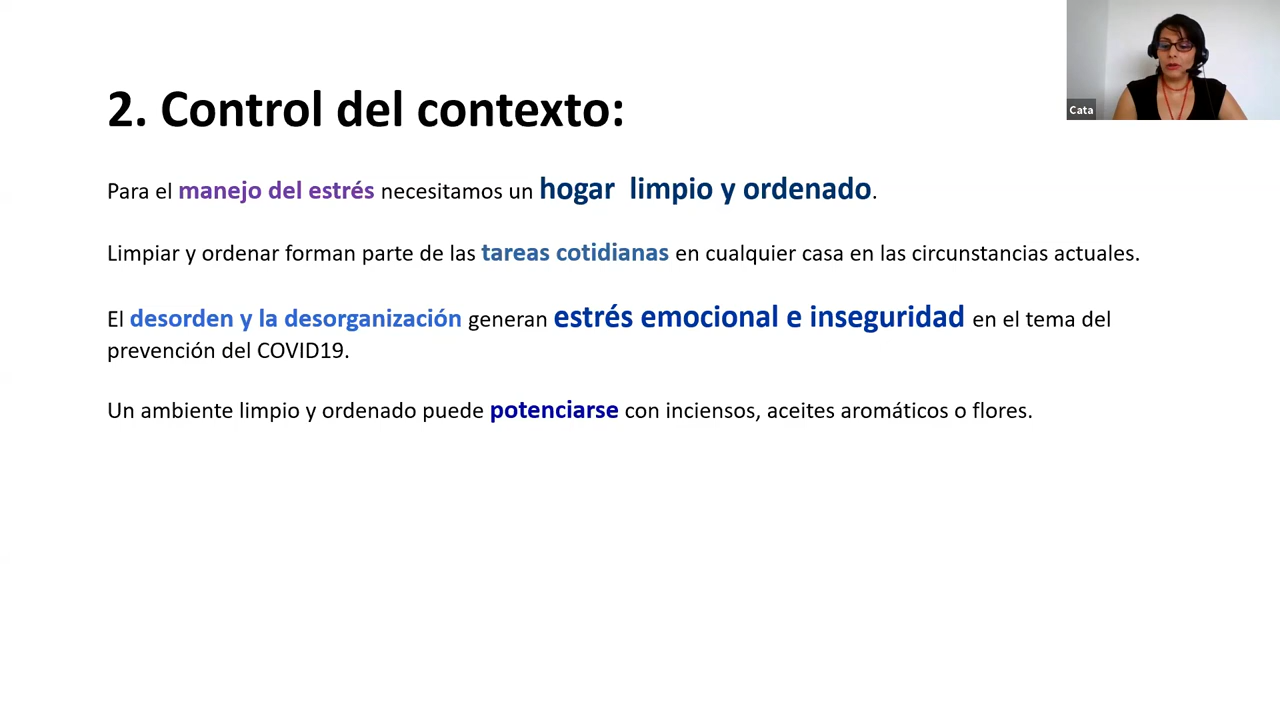 2. Control del contexto:
Cata
Para el manejo del estrés necesitamos un hogar limpio y ordenado.
Limpiar y ordenar forman parte de las tareas cotidianas en cualquier casa en las circunstancias actuales.
El desorden y la desorganización generan estrés emocional e inseguridad en el tema del
prevención del COVID19.
Un ambiente limpio y ordenado puede potenciarse con inciensos, aceites aromáticos o flores.